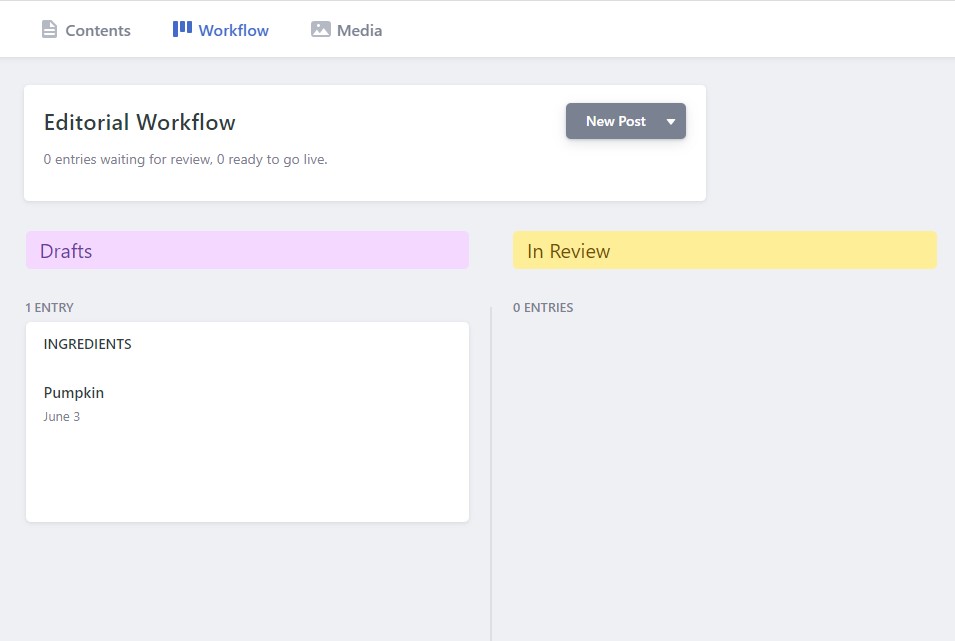 Contents
Workflow
Media
Editorial Workflow
New Post
0 entries waiting for review, 0 ready to go live.
Drafts
1 ENTRY
INGREDIENTS
Pumpkin
June 3
In Review
0 ENTRIES